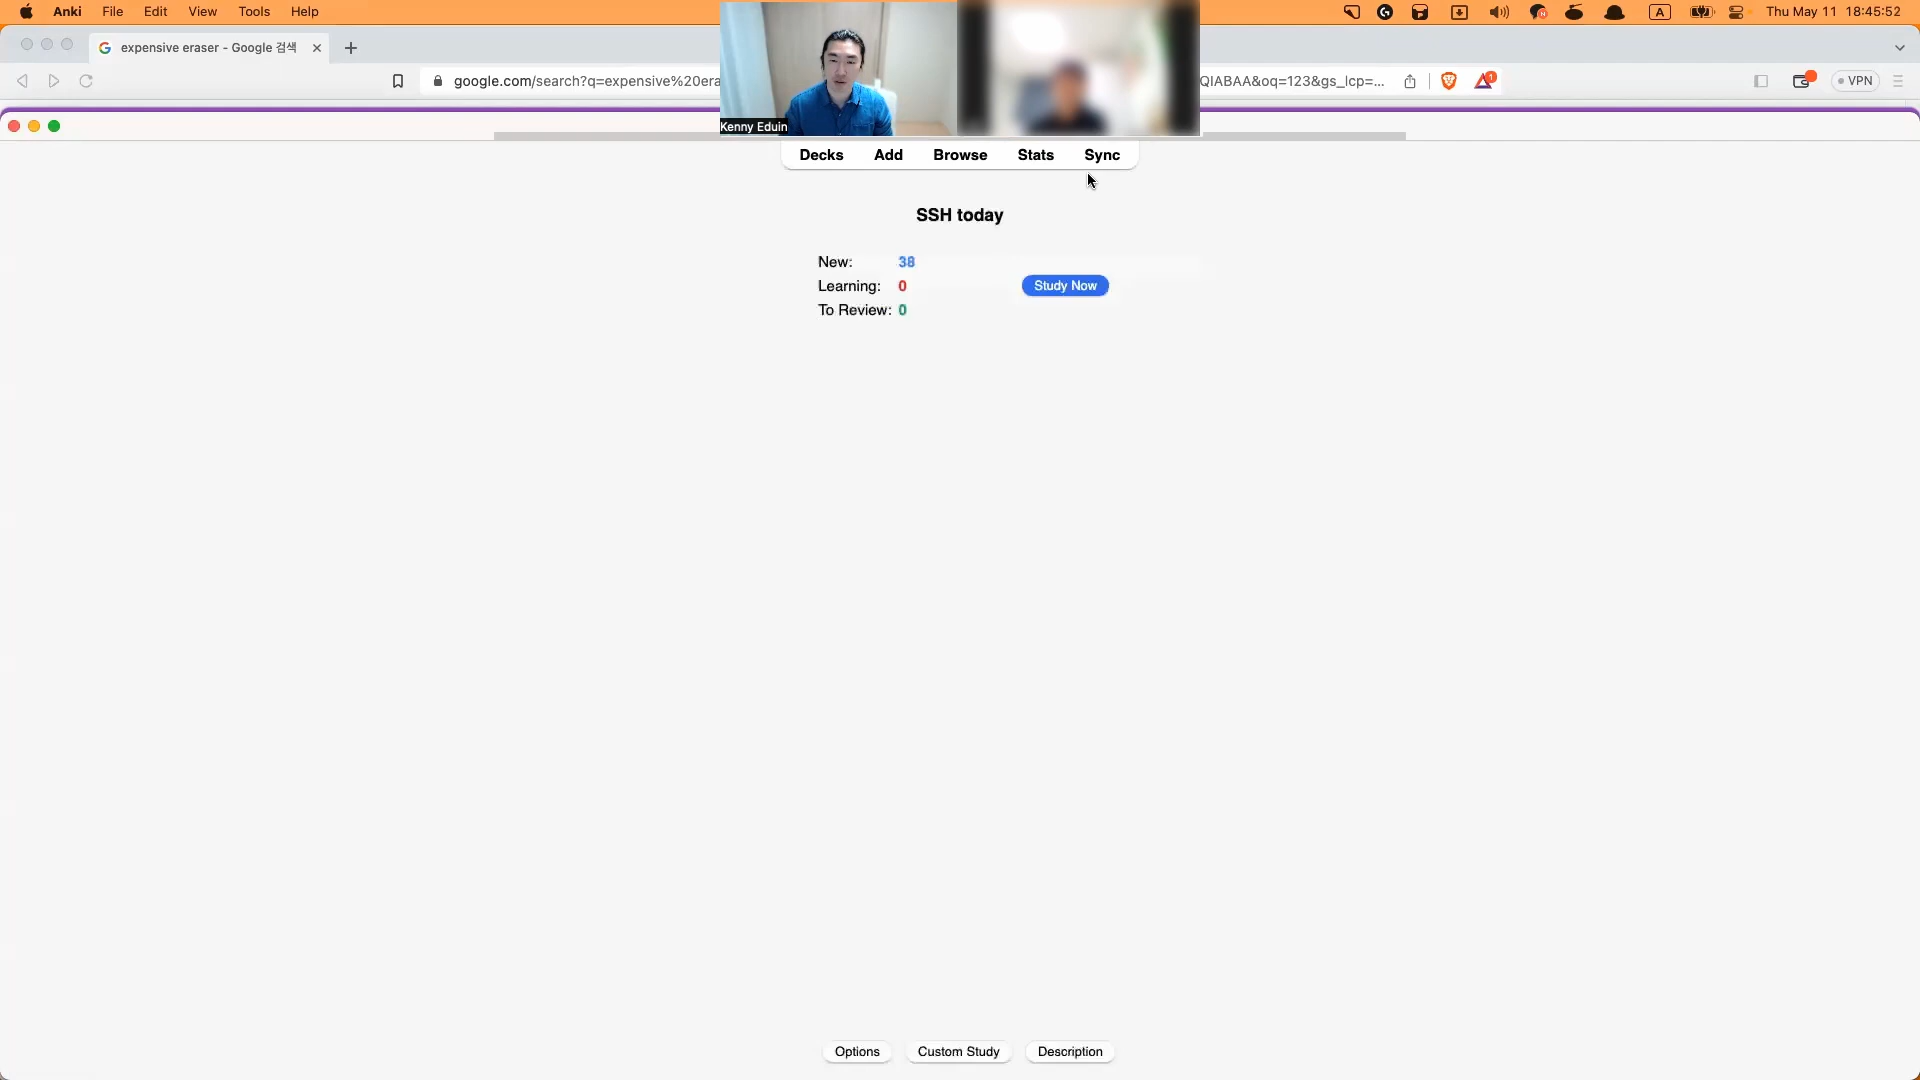 Anki File Edit View Tools Help
A
Thu May 11 18:45:52
expensive eraser - Google 검색
google.com/search?q=expensive%20era
QIABAA&oq=123&gs_lcp=...
1
VPN
Kenny Eduin
Decks Add Browse Stats Sync
SSH today
New: 38
Learning: 0
Study Now
To Review: 0
Options Custom Study Description